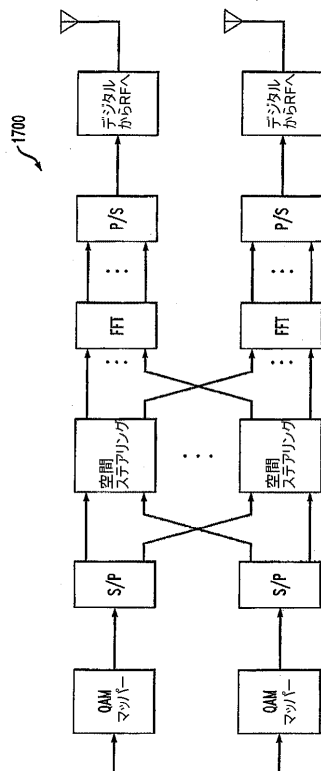 1700
QAM
マッパー
S/P
空間
ステアリング
FFT
P/S
デジタル
からRFへ
QAM
マッパー
S/P
空間
ステアリング
FFT
P/S
デジタル
からRFへ